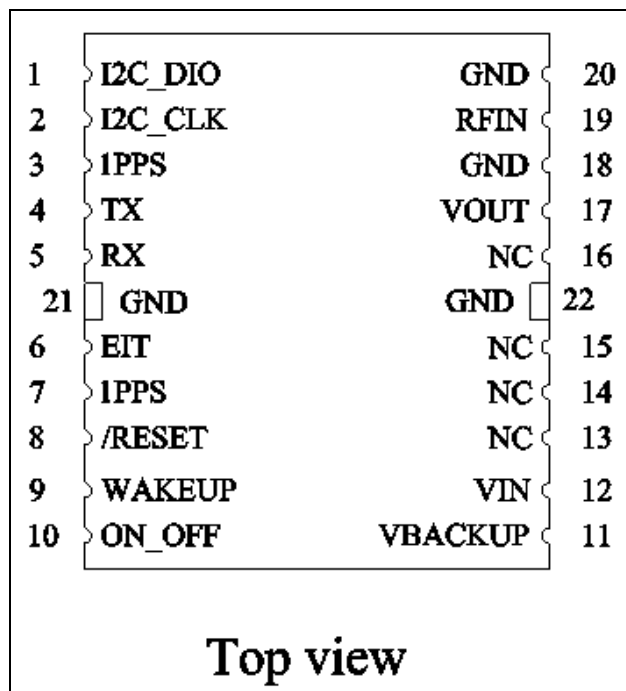 1 I2C_DIO GND 20
2 I2C_CLK RFIN 19
3 1PPS GND 18
4 TX VOUT 17
5 RX NC 16
21 GND GND 22
6 EIT NC 15
7 1PPS NC 14
8 /RESET NC 13
9 WAKEUP VIN 12
10 ON_OFF VBACKUP 11
Top view